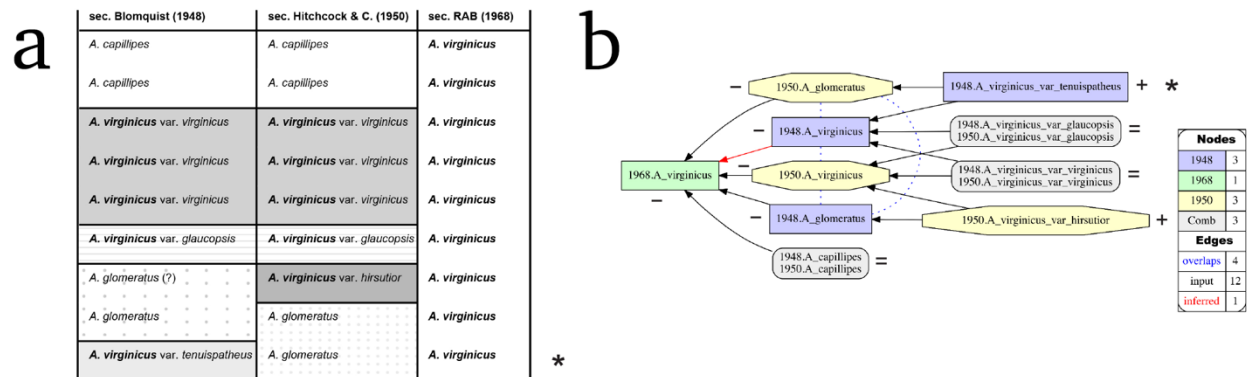 a
sec. Blomquist (1948) sec. Hitchcock & C. (1950) sec. RAB (1968)
A. capillipes A. capillipes A. virginicus
A. capillipes A. capillipes A. virginicus
A. virginicus var. virginicus A. virginicus var. virginicus A. virginicus
A. virginicus var. virginicus A. virginicus var. virginicus A. virginicus
A. virginicus var. virginicus A. virginicus var. virginicus A. virginicus
A. virginicus var. glaucopsis A. virginicus var. glaucopsis A. virginicus
A. glomeratus (?) A. virginicus var. hirsutior A. virginicus
A. glomeratus A. glomeratus A. virginicus
A. virginicus var. tenuispatheus A. glomeratus A. virginicus *
b
− 1950.A_glomeratus 1948.A_virginicus_var_tenuispatheus + *
− 1948.A_virginicus
1948.A_virginicus_var_glaucopsis
1950.A_virginicus_var_glaucopsis =
1968.A_virginicus −
− 1950.A_virginicus
1948.A_virginicus_var_virginicus
1950.A_virginicus_var_virginicus =
− 1948.A_glomeratus 1950.A_virginicus_var_hirsutior +
1948.A_capillipes
1950.A_capillipes =
Nodes
1948 3
1968 1
1950 3
Comb 3
Edges
overlaps 4
input 12
inferred 1